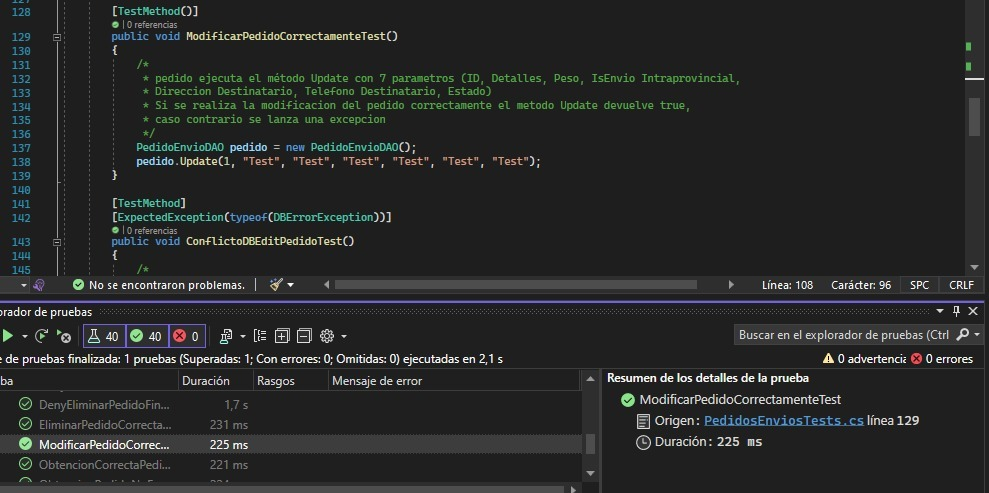 128 [TestMethod()]
| 0 referencias
129 public void ModificarPedidoCorrectamenteTest()
130 {
131 /*
132 * pedido ejecuta el método Update con 7 parametros (ID, Detalles, Peso, IsEnvio Intraprovincial,
133 * Direccion Destinatario, Telefono Destinatario, Estado)
134 * Si se realiza la modificacion del pedido correctamente el metodo Update devuelve true,
135 * caso contrario se lanza una excepcion
136 */
137 PedidoEnvioDAO pedido = new PedidoEnvioDAO();
138 pedido.Update(1, "Test", "Test", "Test", "Test", "Test", "Test");
139 }
140
141 [TestMethod]
142 [ExpectedException(typeof(DBErrorException))]
| 0 referencias
143 public void ConflictoDBEditPedidoTest()
144 {
145 /*
No se encontraron problemas. Línea: 108 Carácter: 96 SPC CRLF
orador de pruebas
40 40 0 Buscar en el explorador de pruebas (Ctrl
e de pruebas finalizada: 1 pruebas (Superadas: 1; Con errores: 0; Omitidas: 0) ejecutadas en 2,1 s 0 advertencia 0 errores
ba Duración Rasgos Mensaje de error
DenyEliminarPedidoFin... 1,7 s
EliminarPedidoCorrecta... 231 ms
ModificarPedidoCorrec... 225 ms
ObtencionCorrectaPedi... 221 ms
Resumen de los detalles de la prueba
ModificarPedidoCorrectamenteTest
Origen: PedidosEnviosTests.cs línea 129
Duración: 225 ms